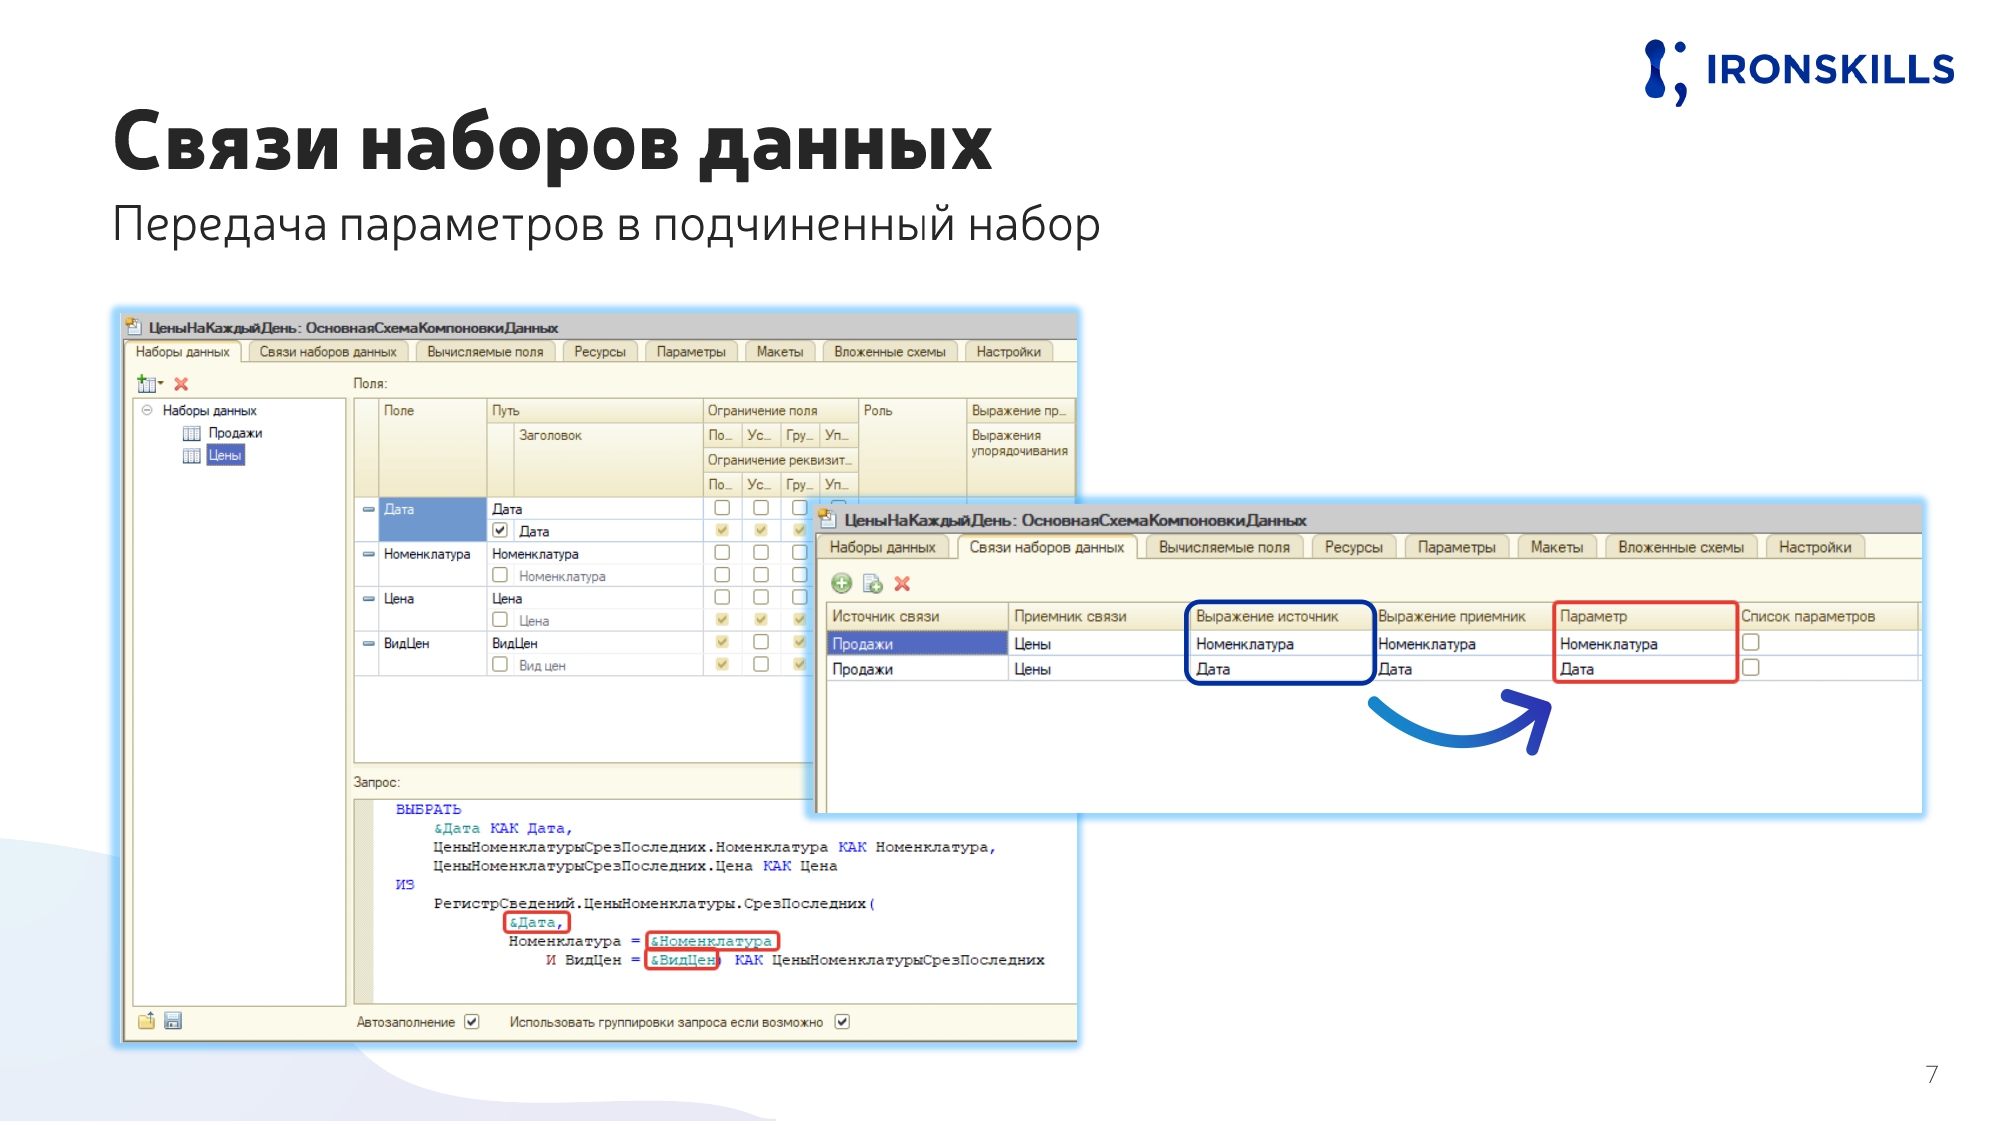 IRONSKILLS
Связи наборов данных
Передача параметров в подчиненный набор
ЦеныНаКаждыйДень: ОсновнаяСхемаКомпоновкиДанных
Наборы данных Связи наборов данных Вычисляемые поля Ресурсы Параметры Макеты Вложенные схемы Настройки
Поля:
Наборы данных
Продажи
Цены
Поле Путь Ограничение поля Роль Выражение пр...
Заголовок По... Ус... Гру... Уп... Выражения упорядочивания
Ограничение реквизит...
По... Ус... Гру... Уп...
Дата Дата
Дата
Номенклатура Номенклатура
Номенклатура
Цена Цена
Цена
ВидЦен ВидЦен
Вид цен
Запрос:
ВЫБРАТЬ
&Дата КАК Дата,
ЦеныНоменклатурыСрезПоследних.Номенклатура КАК Номенклатура,
ЦеныНоменклатурыСрезПоследних.Цена КАК Цена
ИЗ
РегистрСведений.ЦеныНоменклатуры.СрезПоследних(
&Дата,
Номенклатура = &Номенклатура
И ВидЦен = &ВидЦен) КАК ЦеныНоменклатурыСрезПоследних
Автозаполнение Использовать группировки запроса если возможно
ЦеныНаКаждыйДень: ОсновнаяСхемаКомпоновкиДанных
Наборы данных Связи наборов данных Вычисляемые поля Ресурсы Параметры Макеты Вложенные схемы Настройки
Источник связи Приемник связи Выражение источник Выражение приемник Параметр Список параметров
Продажи Цены Номенклатура Номенклатура Номенклатура
Продажи Цены Дата Дата Дата
7